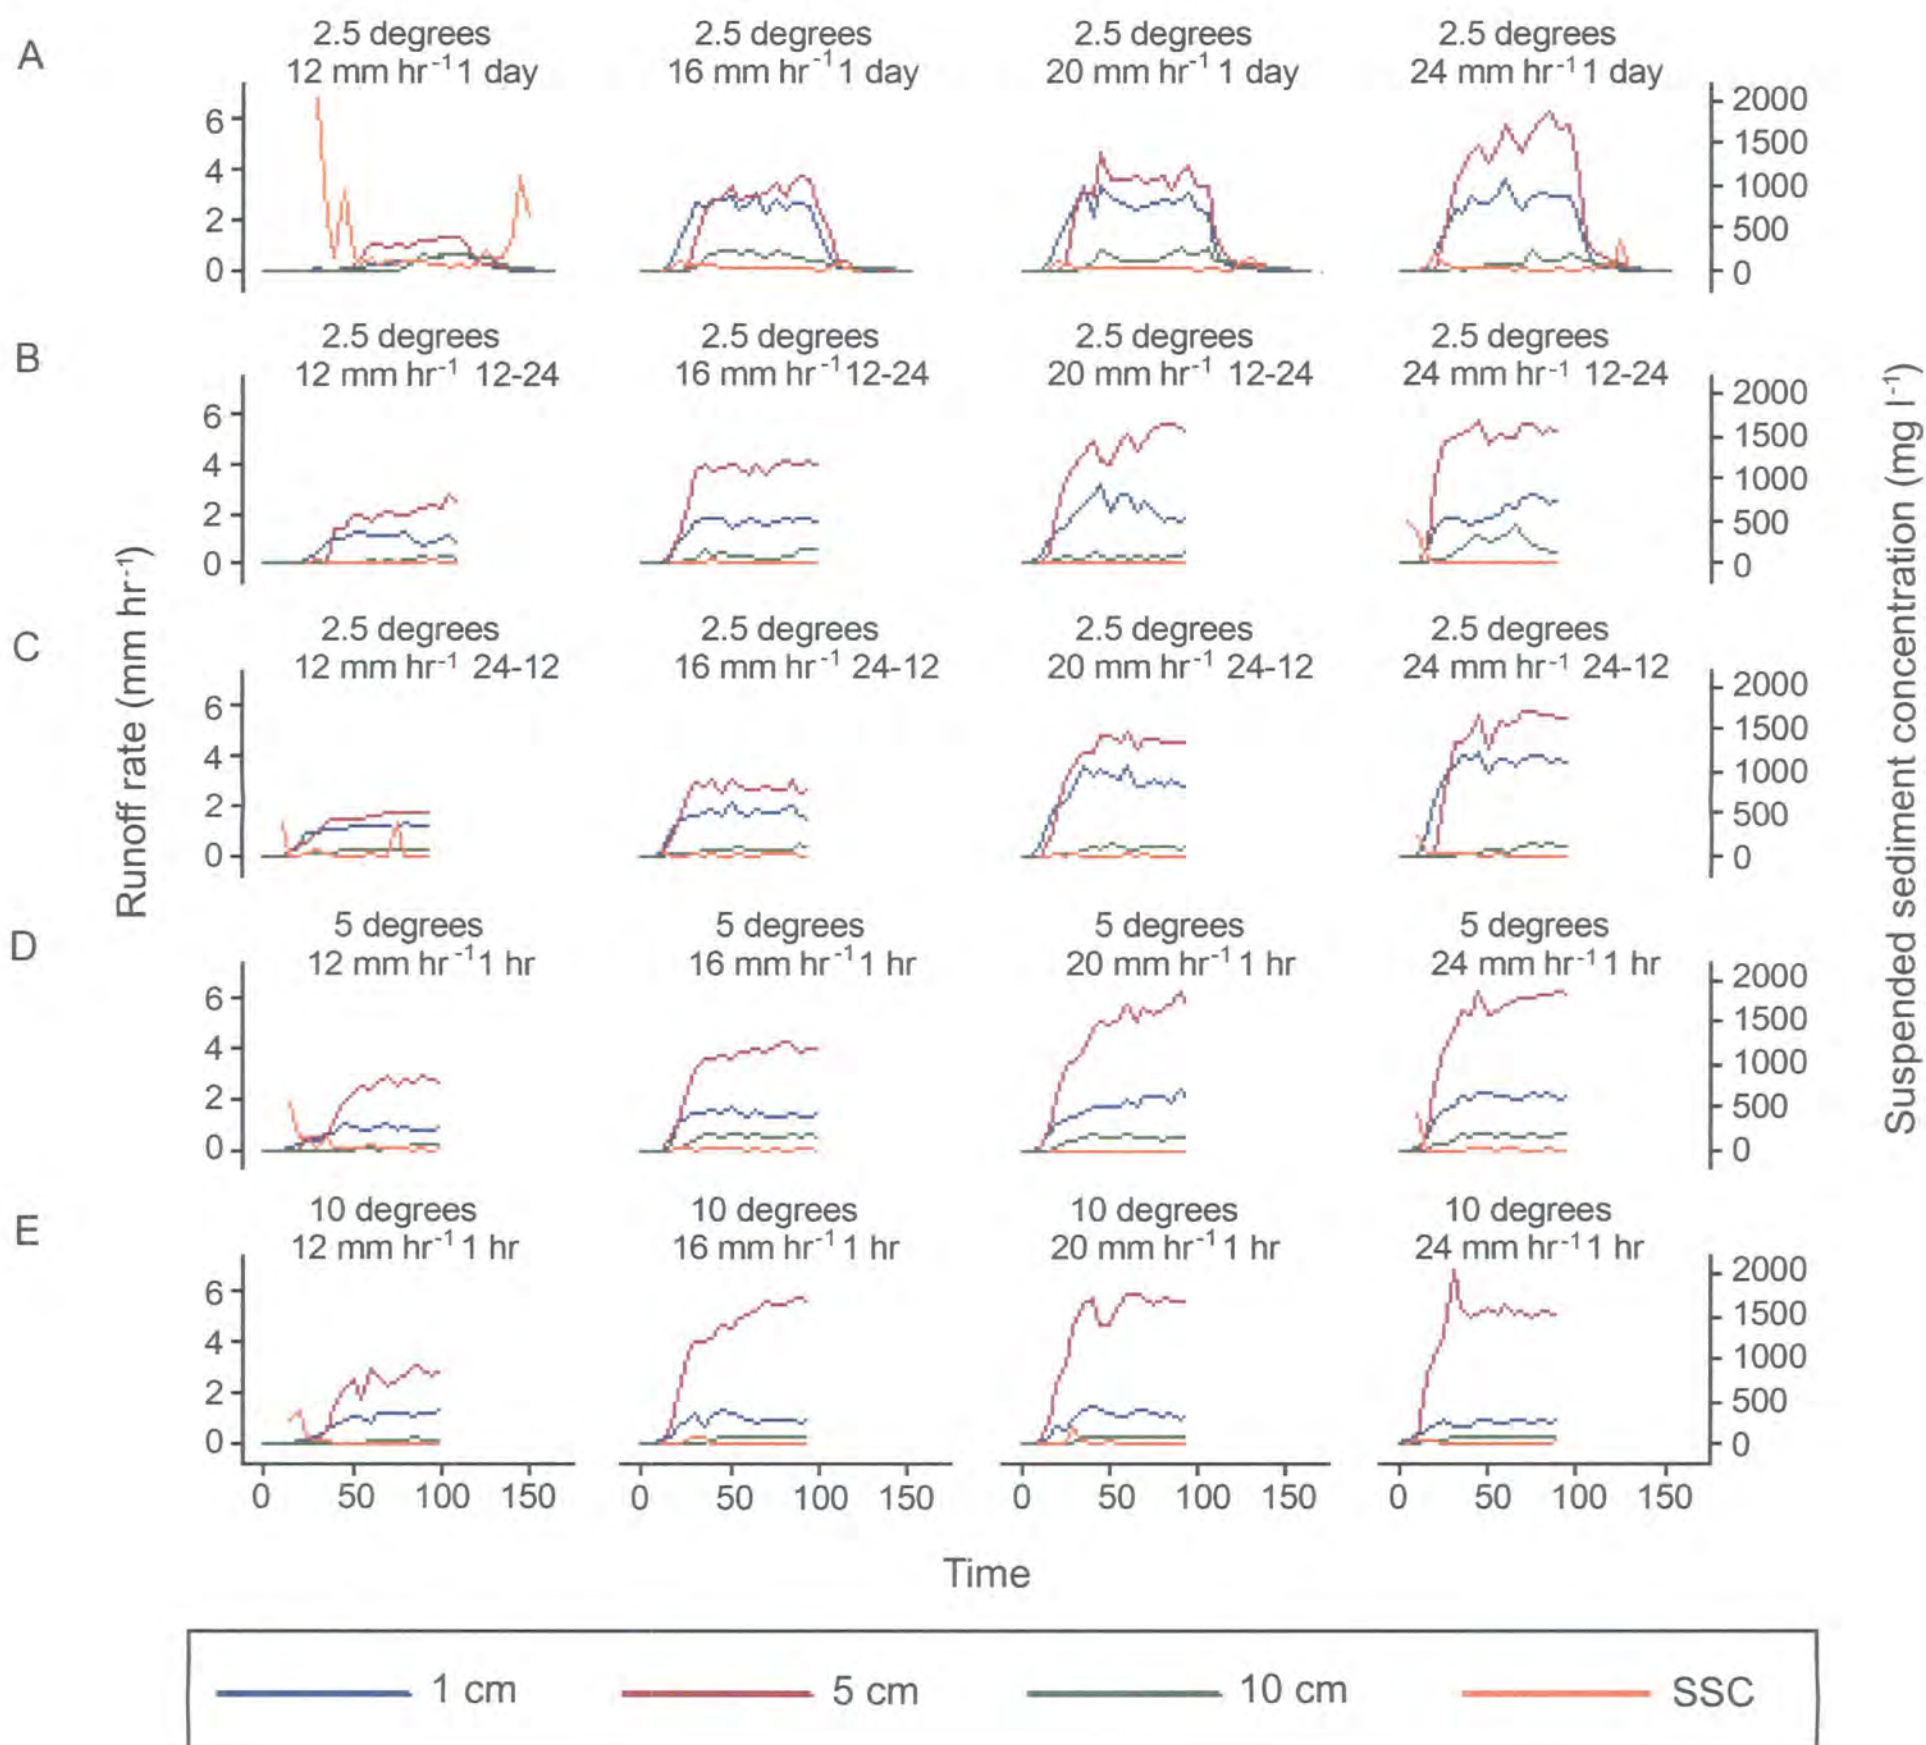 A
2.5 degrees
12 mm hr⁻¹ 1 day
2.5 degrees
16 mm hr⁻¹ 1 day
2.5 degrees
20 mm hr⁻¹ 1 day
2.5 degrees
24 mm hr⁻¹ 1 day
6
4
2
0
2000
1500
1000
500
0
B
2.5 degrees
12 mm hr⁻¹ 12-24
2.5 degrees
16 mm hr⁻¹ 12-24
2.5 degrees
20 mm hr⁻¹ 12-24
2.5 degrees
24 mm hr⁻¹ 12-24
6
4
2
0
2000
1500
1000
500
0
C
2.5 degrees
12 mm hr⁻¹ 24-12
2.5 degrees
16 mm hr⁻¹ 24-12
2.5 degrees
20 mm hr⁻¹ 24-12
2.5 degrees
24 mm hr⁻¹ 24-12
6
4
2
0
2000
1500
1000
500
0
D
5 degrees
12 mm hr⁻¹ 1 hr
5 degrees
16 mm hr⁻¹ 1 hr
5 degrees
20 mm hr⁻¹ 1 hr
5 degrees
24 mm hr⁻¹ 1 hr
6
4
2
0
2000
1500
1000
500
0
E
10 degrees
12 mm hr⁻¹ 1 hr
10 degrees
16 mm hr⁻¹ 1 hr
10 degrees
20 mm hr⁻¹ 1 hr
10 degrees
24 mm hr⁻¹ 1 hr
6
4
2
0
2000
1500
1000
500
0
0 50 100 150
0 50 100 150
0 50 100 150
0 50 100 150
Runoff rate (mm hr⁻¹)
Suspended sediment concentration (mg l⁻¹)
Time
1 cm
5 cm
10 cm
SSC